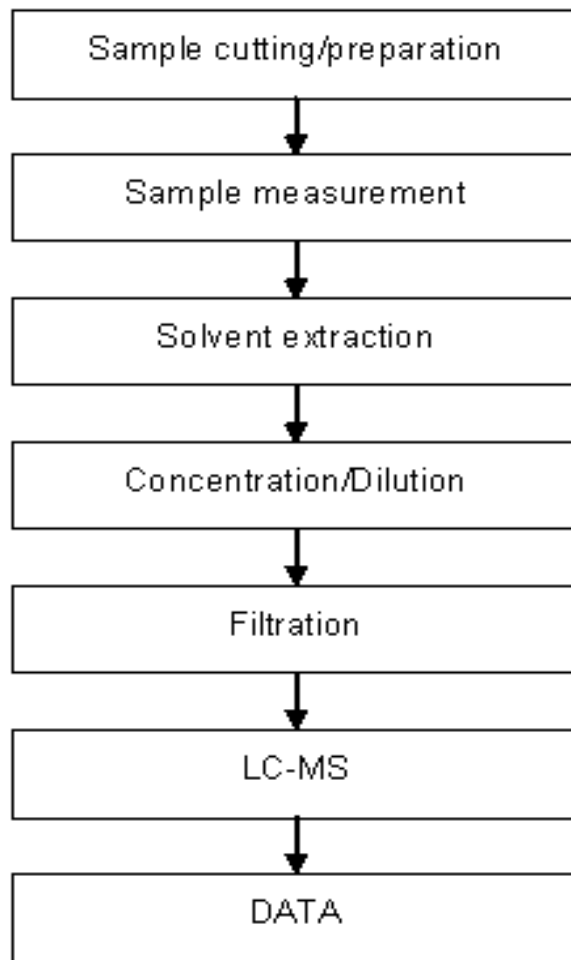 Sample cutting/preparation
Sample measurement
Solvent extraction
Concentration/Dilution
Filtration
LC-MS
DATA